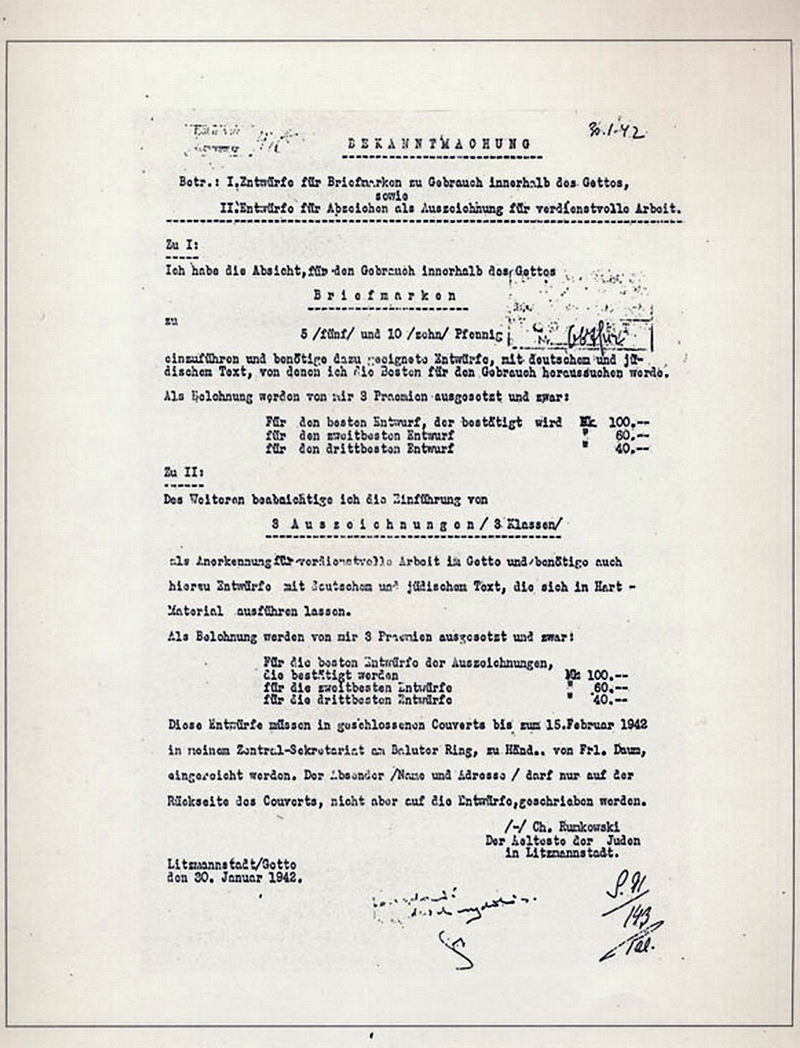 30.1.42
BEKANNTMACHUNG
Betr.: I.Entwürfe für Briefmarken zu Gebrauch innerhalb des Gettos,
sowie
II.Entwürfe für Abzeichen als Auszeichnung für verdienstvolle Arbeit.
Zu I:
Ich habe die Absicht,für den Gebrauch innerhalb des Gettos
Briefmarken
zu
5 /fünf/ und 10 /zehn/ Pfennig
einzuführen und benötige dazu geeignete Entwürfe, mit deutschem und jü-
dischem Text, von denen ich die Besten für den Gebrauch heraussuchen werde.
Als Belohnung werden von mir 3 Praemien ausgesetzt und zwar:
Für den besten Entwurf, der bestätigt wird Mk. 100.--
für den zweitbesten Entwurf " 60.--
für den drittbesten Entwurf " 40.--
Zu II:
Des Weiteren beabsichtige ich die Einführung von
3 Auszeichnungen/ 3 Klassen/
als Anerkennung für verdienstvolle Arbeit im Getto und benötige auch
hierzu Entwürfe mit deutschem und jüdischem Text, die sich in Hart -
Material ausführen lassen.
Als Belohnung werden von mir 3 Praemien ausgesetzt und zwar:
Für die besten Entwürfe der Auszeichnungen,
die bestätigt werden Mk 100.--
für die zweitbesten Entwürfe " 60.--
für die drittbesten Entwürfe " 40.--
Diese Entwürfe müssen in geschlossenen Couverts bis zum 15.Februar 1942
in meinem Zentral-Sekretariat am Baluter Ring, zu Händ.. von Frl. Daum,
eingereicht werden. Der Absender /Name und Adresse / darf nur auf der
Rückseite des Couverts, nicht aber auf die Entwürfe,geschrieben werden.
/-/ Ch. Rumkowski
Der Aelteste der Juden
in Litzmannstadt.
Litzmannstadt/Getto
den 30. Januar 1942.
143